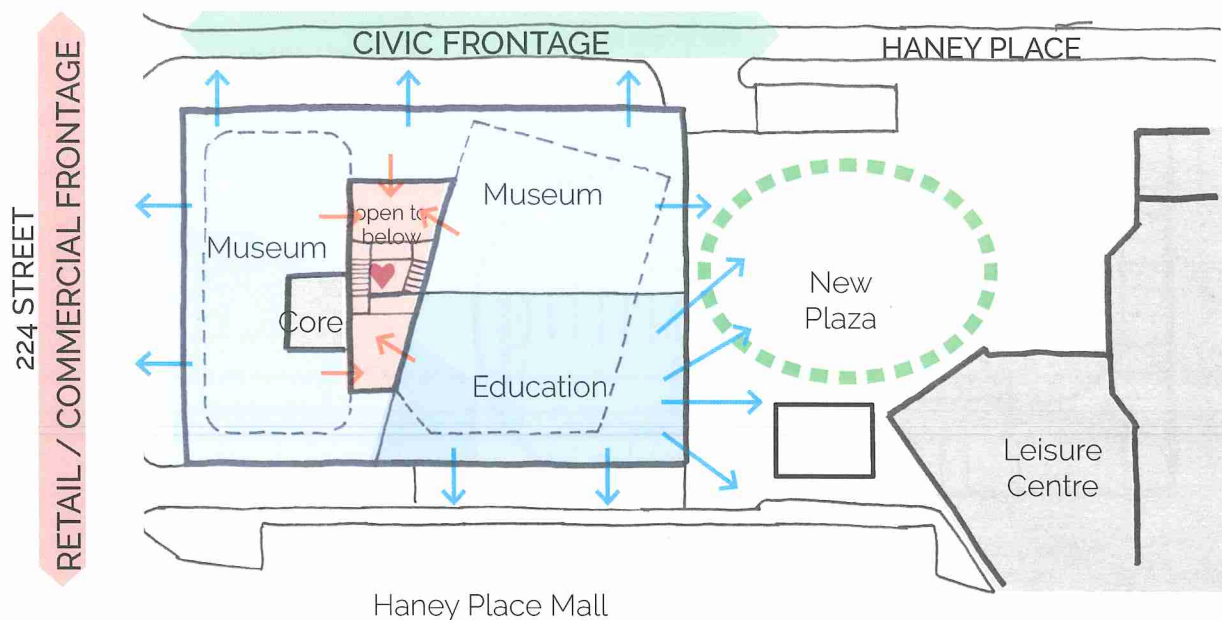 CIVIC FRONTAGE
HANEY PLACE
224 STREET
RETAIL / COMMERCIAL FRONTAGE
Museum
open to
below
Museum
Core
Education
New
Plaza
Leisure
Centre
Haney Place Mall